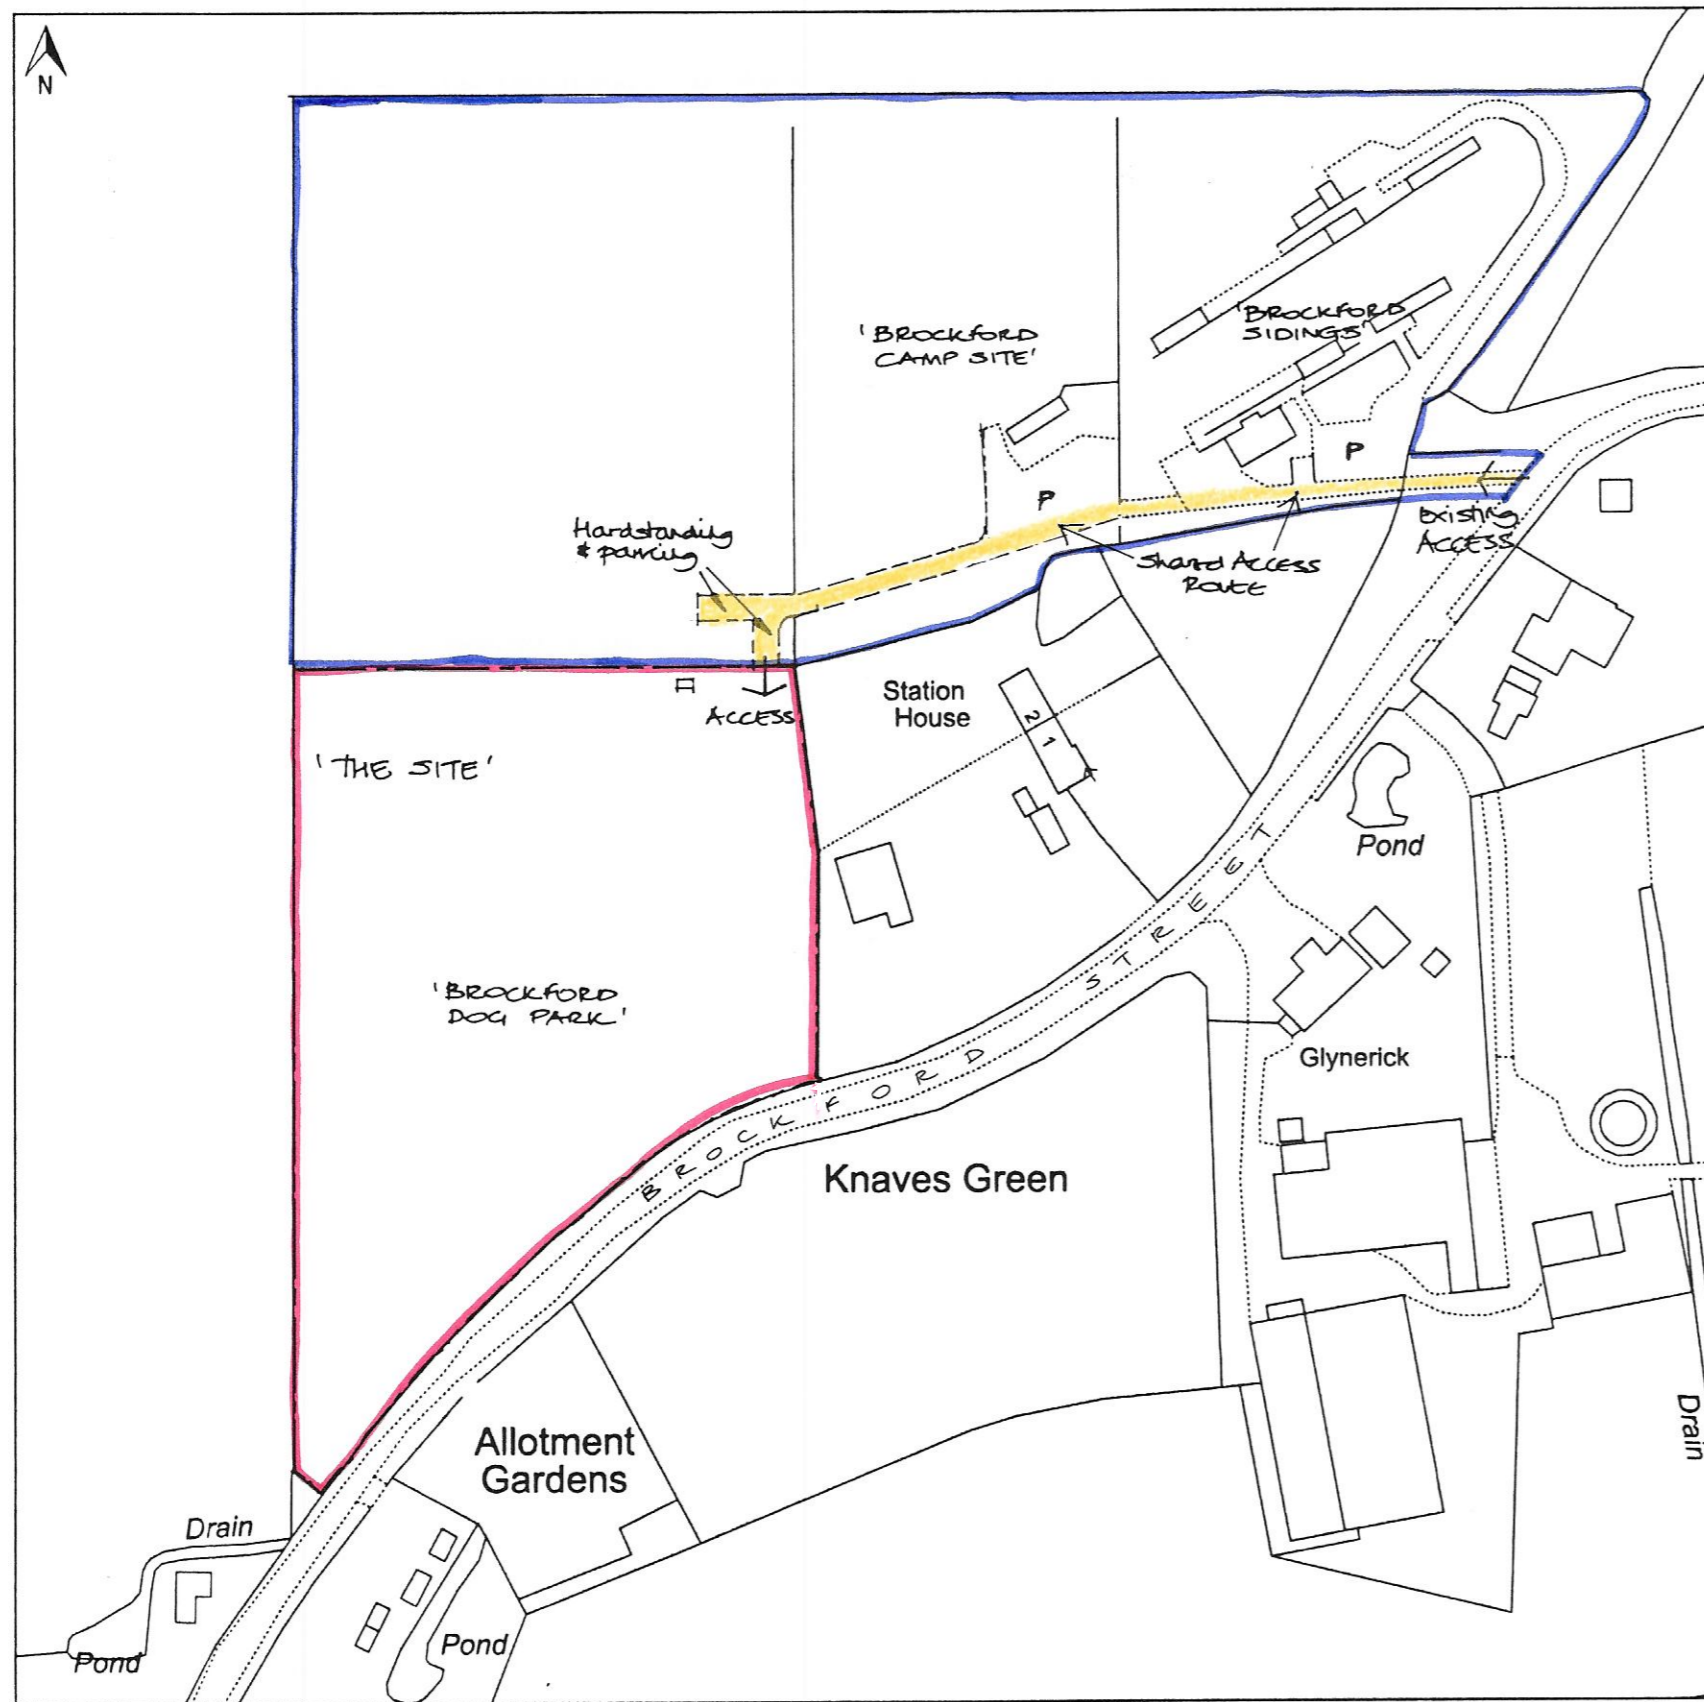 N
'BROCKFORD
CAMP SITE'
'BROCKFORD
SIDINGS'
P
P
Hardstanding
& parking
Existing
ACCESS
Shared ACCESS
ROUTE
ACCESS
Station
House
2
1
'THE SITE'
Pond
'BROCKFORD
DOG PARK'
BROCKFORD STREET
Glynerick
Knaves Green
Allotment
Gardens
Drain
Drain
Pond
Pond